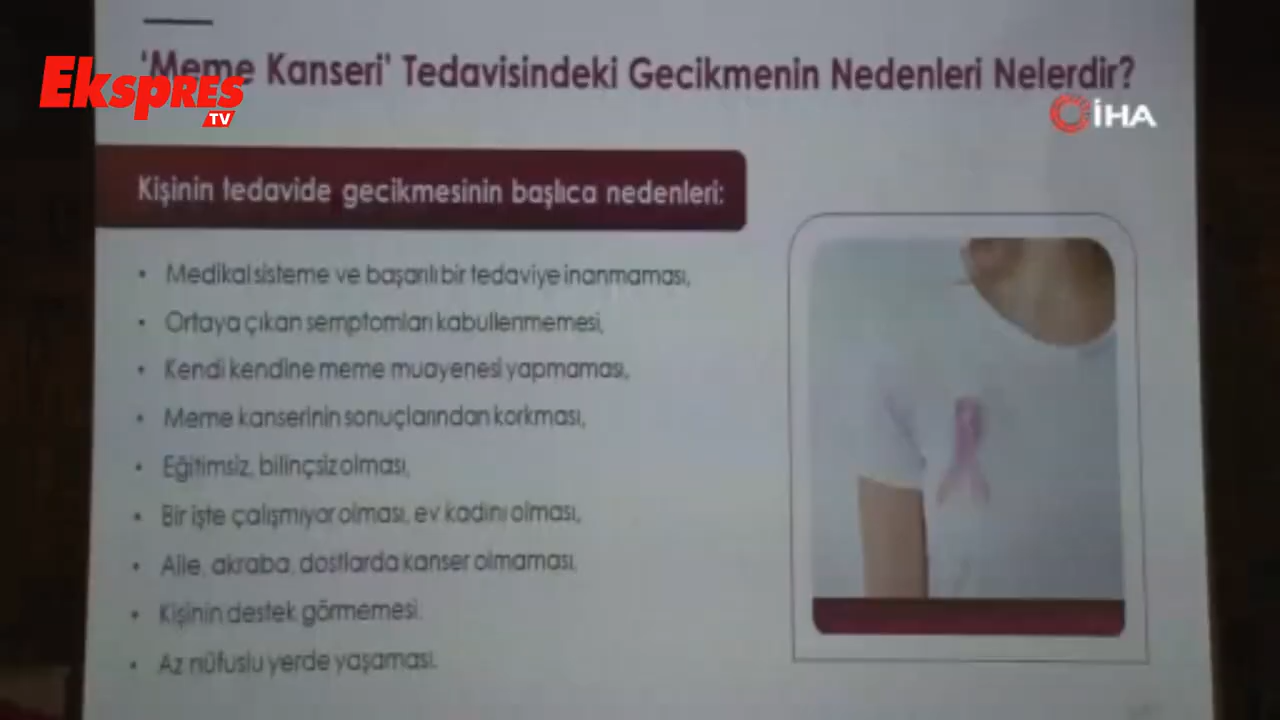 'Meme Kanseri' Tedavisindeki Gecikmenin Nedenleri Nelerdir?
Ekspres
TV
İHA
Kişinin tedavide gecikmesinin başlıca nedenleri:
• Medikal sisteme ve başarılı bir tedaviye inanmaması,
• Ortaya çıkan semptomları kabullenmemesi,
• Kendi kendine meme muayenesi yapmaması,
• Meme kanserinin sonuçlarından korkması,
• Eğitimsiz, bilinçsiz olması,
• Bir işte çalışmıyor olması, ev kadını olması,
• Aile, akraba, dostlarda kanser olmaması,
• Kişinin destek görmemesi.
• Az nüfuslu yerde yaşaması.